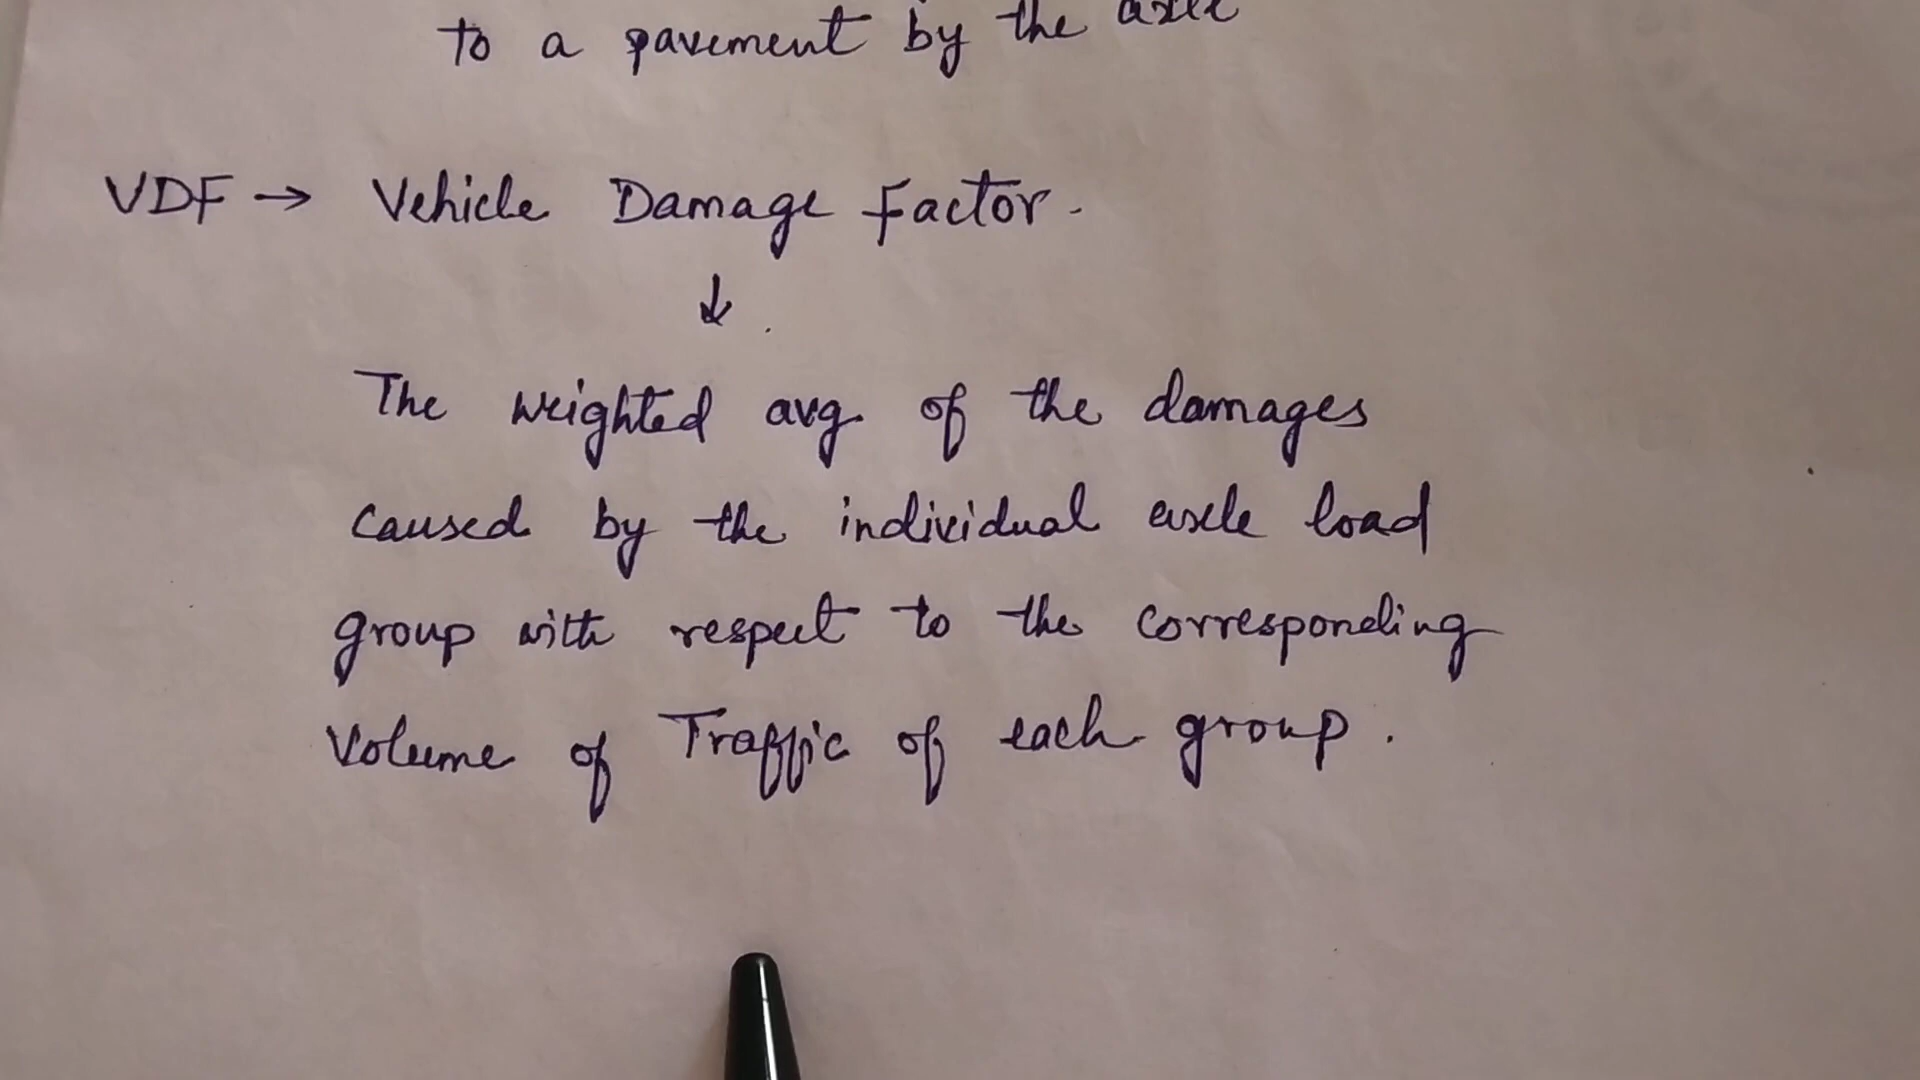 to a pavement by the axle
VDF → Vehicle Damage Factor.
↓
The weighted avg. of the damages
caused by the individual axle load
group with respect to the corresponding
Volume of Traffic of each group.